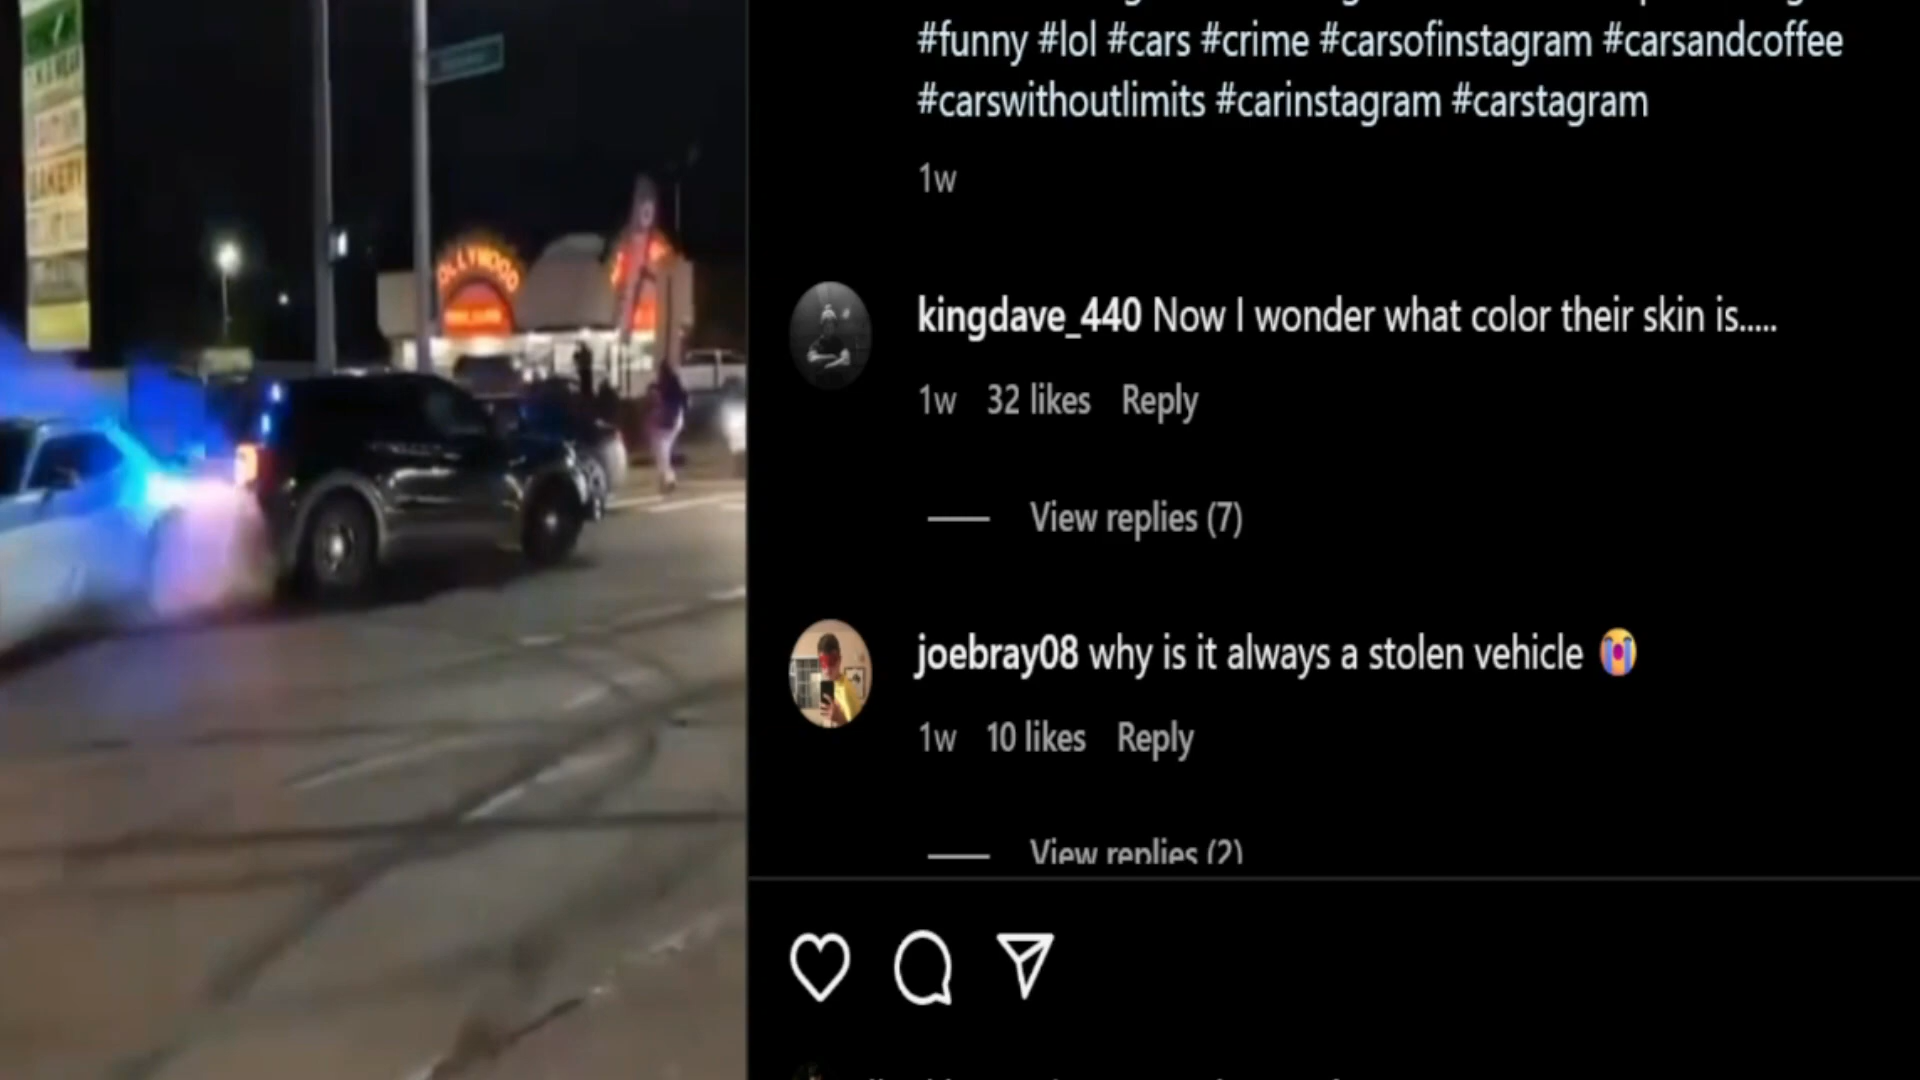 BAKERY
OLLYWOOD
#funny #lol #cars #crime #carsofinstagram #carsandcoffee
#carswithoutlimits #carinstagram #carstagram
1w
kingdave_440 Now I wonder what color their skin is.....
1w 32 likes Reply
View replies (7)
joebray08 why is it always a stolen vehicle 😭
1w 10 likes Reply
View replies (2)